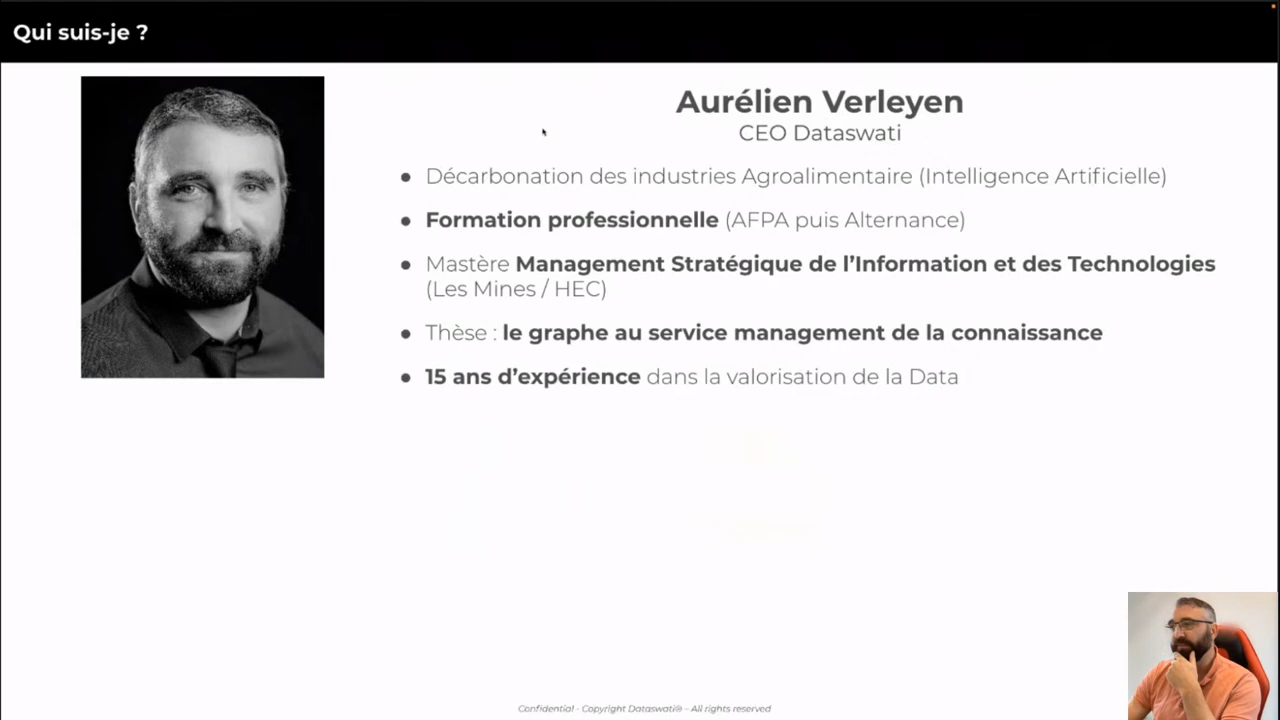 Qui suis-je ?
Aurélien Verleyen
CEO Dataswati
● Décarbonation des industries Agroalimentaire (Intelligence Artificielle)
● Formation professionnelle (AFPA puis Alternance)
● Mastère Management Stratégique de l’Information et des Technologies
(Les Mines / HEC)
● Thèse : le graphe au service management de la connaissance
● 15 ans d’expérience dans la valorisation de la Data
Confidential - Copyright Dataswati® - All rights reserved